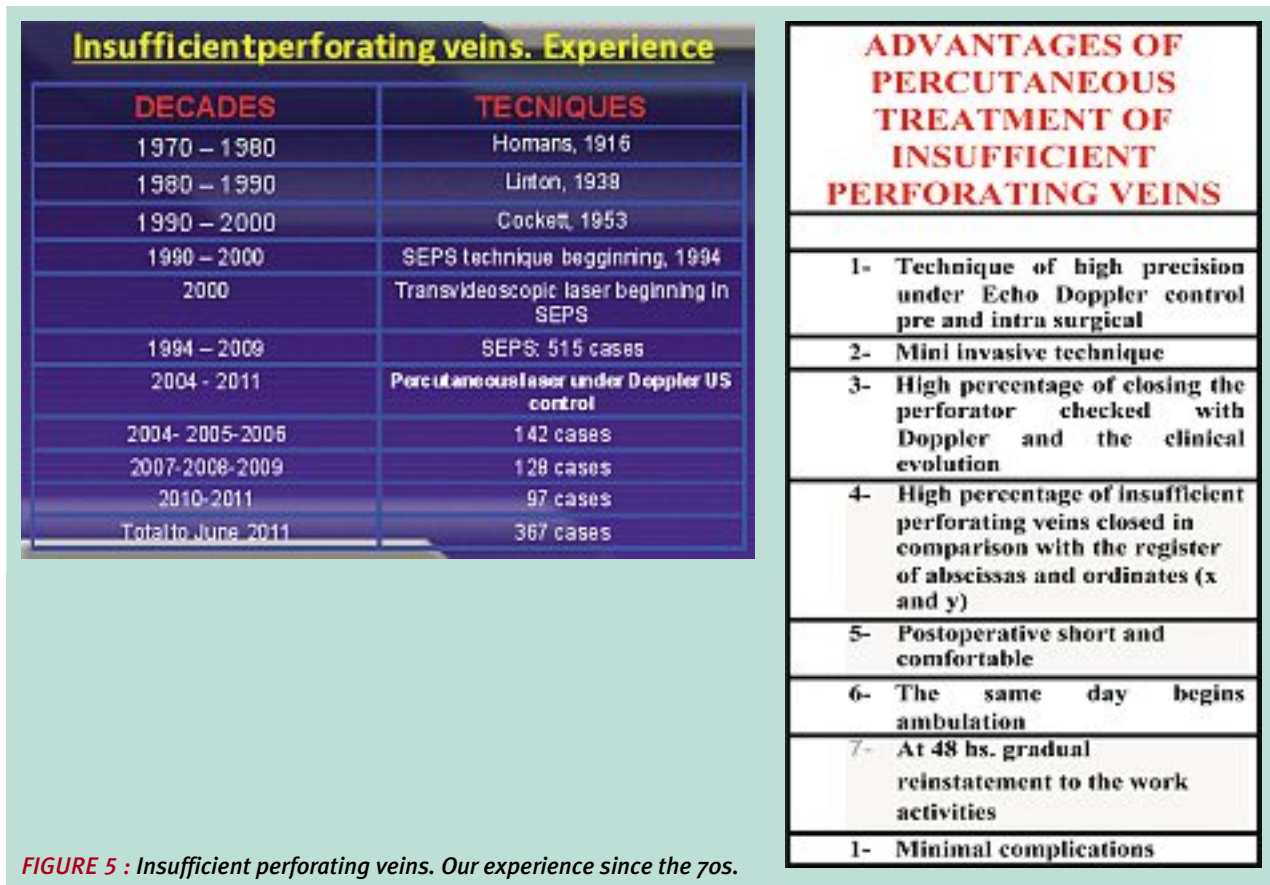 Insufficientperforating veins. Experience
DECADES TECNIQUES
1970 – 1980 Homans, 1916
1980 – 1990 Linton, 1938
1990 – 2000 Cockett, 1953
1990 – 2000 SEPS technique begginning, 1994
2000 Transvideoscopic laser beginning in
SEPS
1994 – 2009 SEPS: 515 cases
2004 - 2011 Percutaneouslaser under Doppler US
control
2004- 2005-2006 142 cases
2007-2008-2009 128 cases
2010-2011 97 cases
Totalto June 2011 367 cases
ADVANTAGES OF
PERCUTANEOUS
TREATMENT OF
INSUFFICIENT
PERFORATING VEINS
1- Technique of high precision
under Echo Doppler control
pre and intra surgical
2- Mini invasive technique
3- High percentage of closing the
perforator checked with
Doppler and the clinical
evolution
4- High percentage of insufficient
perforating veins closed in
comparison with the register
of abscissas and ordinates (x
and y)
5- Postoperative short and
comfortable
6- The same day begins
ambulation
7- At 48 hs. gradual
reinstatement to the work
activities
1- Minimal complications
FIGURE 5 : Insufficient perforating veins. Our experience since the 70s.